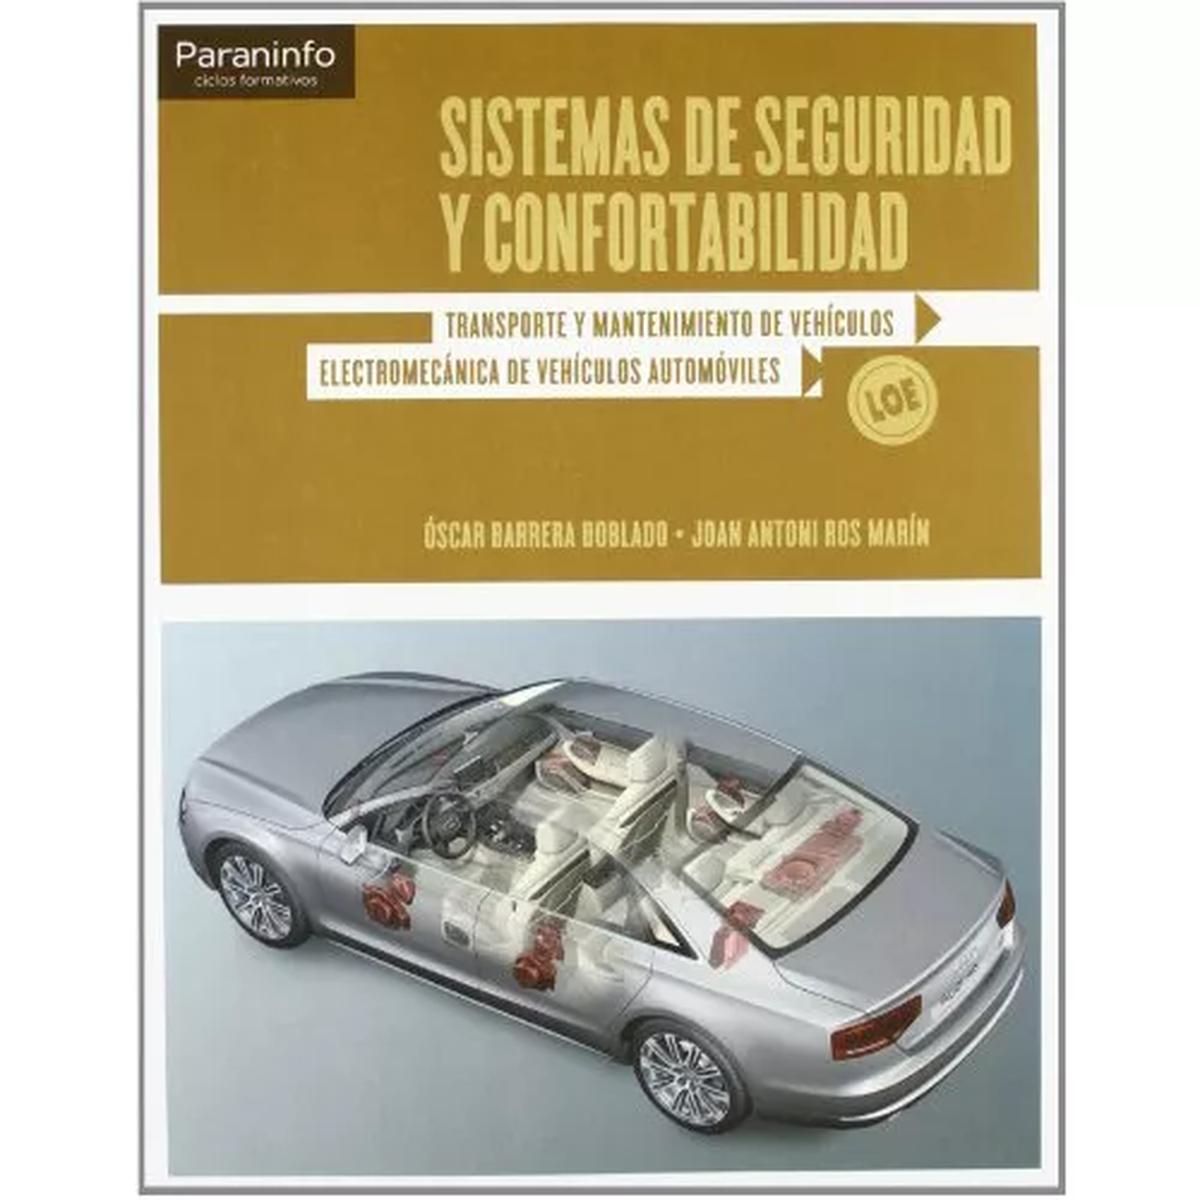 Paraninfo
ciclos formativos
SISTEMAS DE SEGURIDAD
Y CONFORTABILIDAD
TRANSPORTE Y MANTENIMIENTO DE VEHÍCULOS
ELECTROMECÁNICA DE VEHÍCULOS AUTOMÓVILES
LOE
ÓSCAR BARRERA DOBLADO • JOAN ANTONI ROS MARÍN